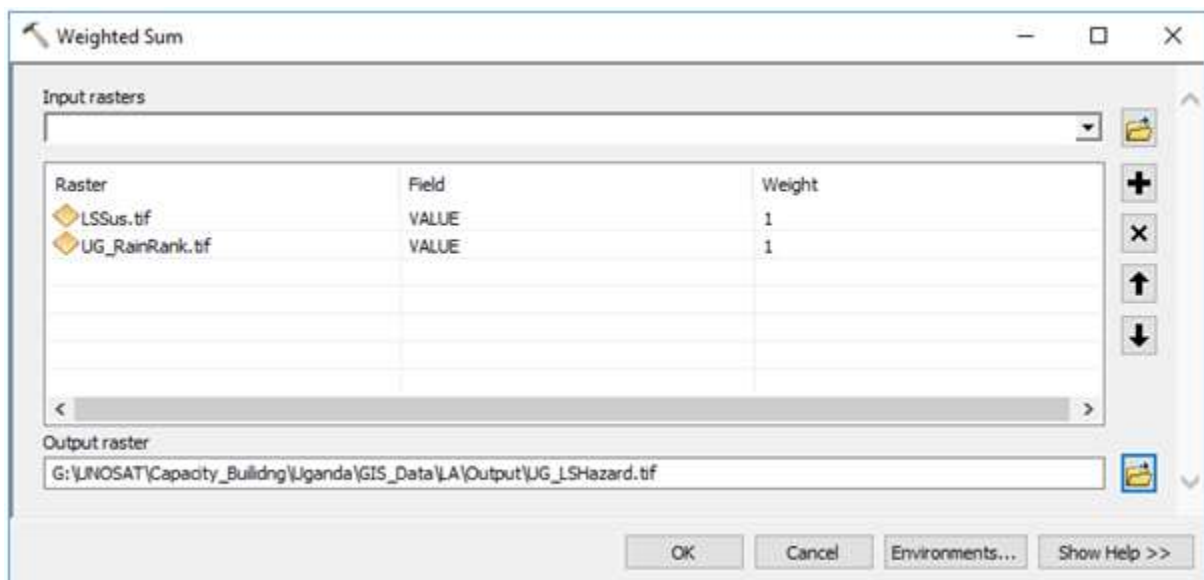 Weighted Sum
Input rasters
Raster Field Weight
LSSus.tif VALUE 1
UG_RainRank.tif VALUE 1
Output raster
G:\UNOSAT\Capacity_Builidng\Uganda\GIS_Data\LA\Output\UG_LSHazard.tif
OK Cancel Environments... Show Help >>